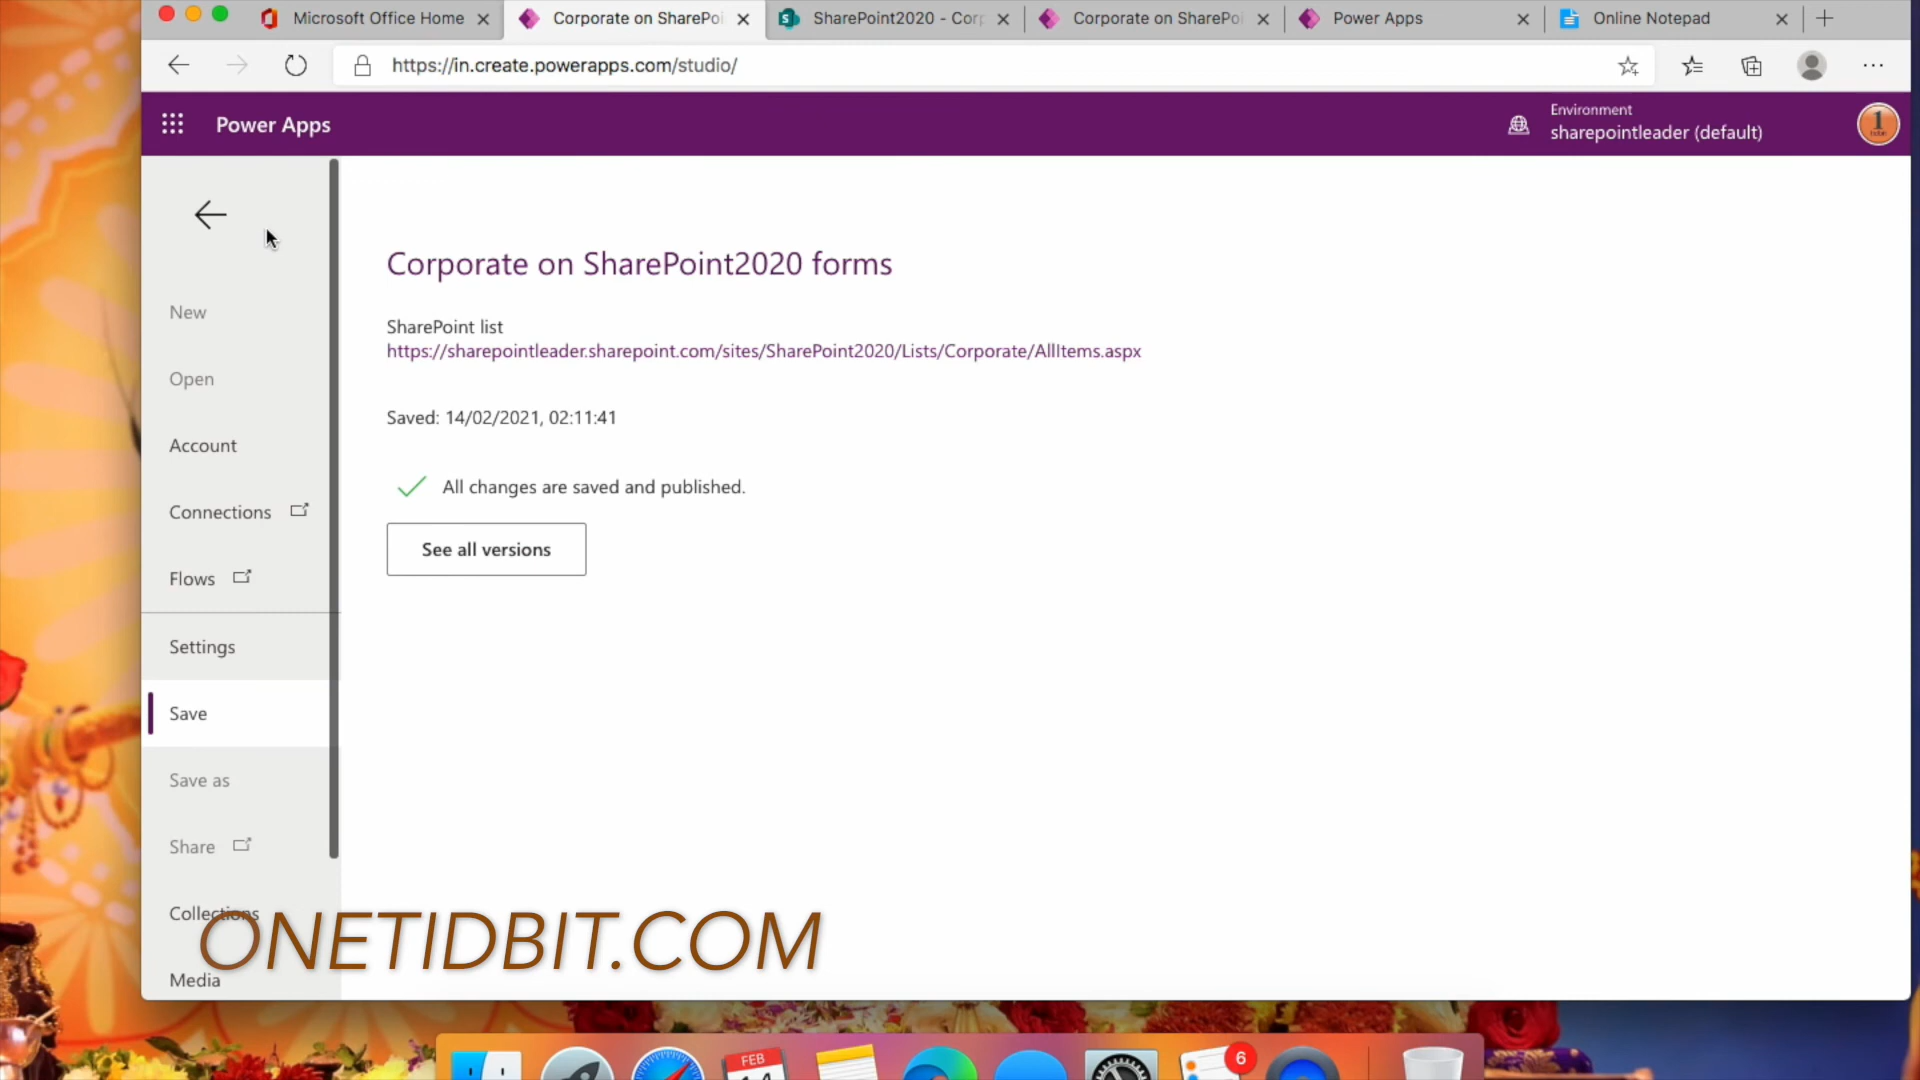 Microsoft Office Home
Corporate on SharePoi
SharePoint2020 - Corp
Corporate on SharePoi
Power Apps
Online Notepad
https://in.create.powerapps.com/studio/
Power Apps
Environment
sharepointleader (default)
1
New
Open
Account
Connections
Flows
Settings
Save
Save as
Share
Collections
Media
Corporate on SharePoint2020 forms
SharePoint list
https://sharepointleader.sharepoint.com/sites/SharePoint2020/Lists/Corporate/AllItems.aspx
Saved: 14/02/2021, 02:11:41
All changes are saved and published.
See all versions
ONETIDBIT.COM
FEB
6